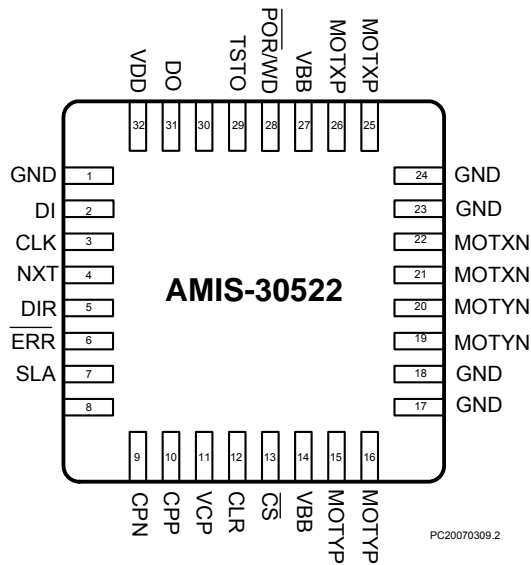 VDD DO TSTO POR/WD VBB MOTXP MOTXP
32 31 30 29 28 27 26 25
GND 1
DI 2
CLK 3
NXT 4
DIR 5
ERR 6
SLA 7
8
AMIS-30522
24 GND
23 GND
22 MOTXN
21 MOTXN
20 MOTYN
19 MOTYN
18 GND
17 GND
9 10 11 12 13 14 15 16
CPN CPP VCP CLR CS VBB MOTYP MOTYP
PC20070309.2